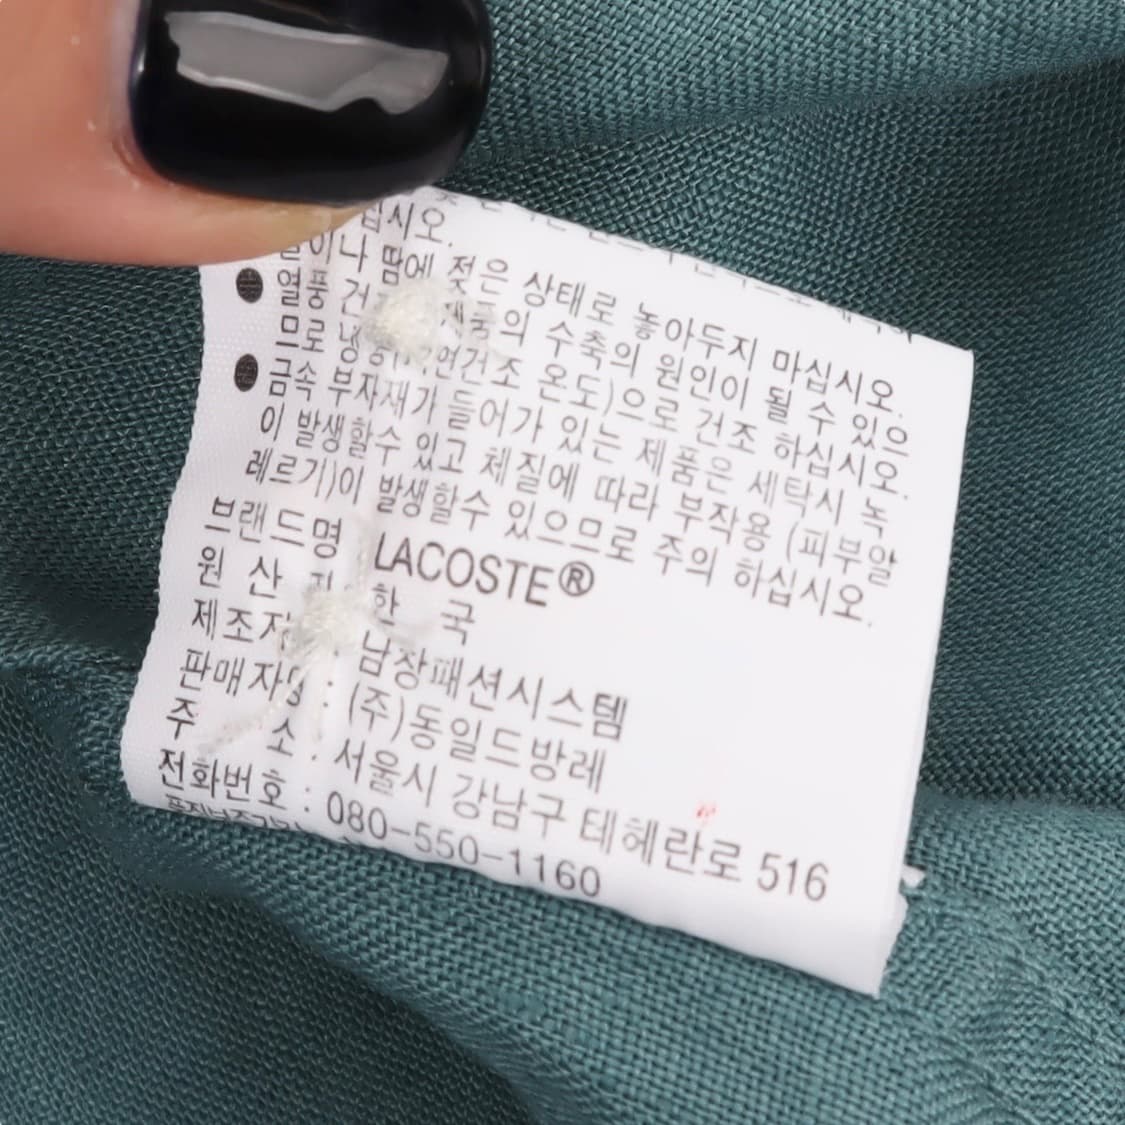 십시오.
이나 땀에 젖은 상태로 놓아두지 마십시오.
● 열풍 건 제품의 수축의 원인이 될 수 있으
므로 냉풍 연건조 온도)으로 건조 하십시오.
● 금속 부자재가 들어가 있는 제품은 세탁시 녹
이 발생할수 있고 체질에 따라 부작용 (피부알
레르기)이 발생할수 있으므로 주의 하십시오.
브랜드명 LACOSTE®
원 산 지 한 국
제조자 : 남장패션시스템
판매자명 : (주)동일드방레
주 소 : 서울시 강남구 테헤란로 516
전화번호 : 080-550-1160